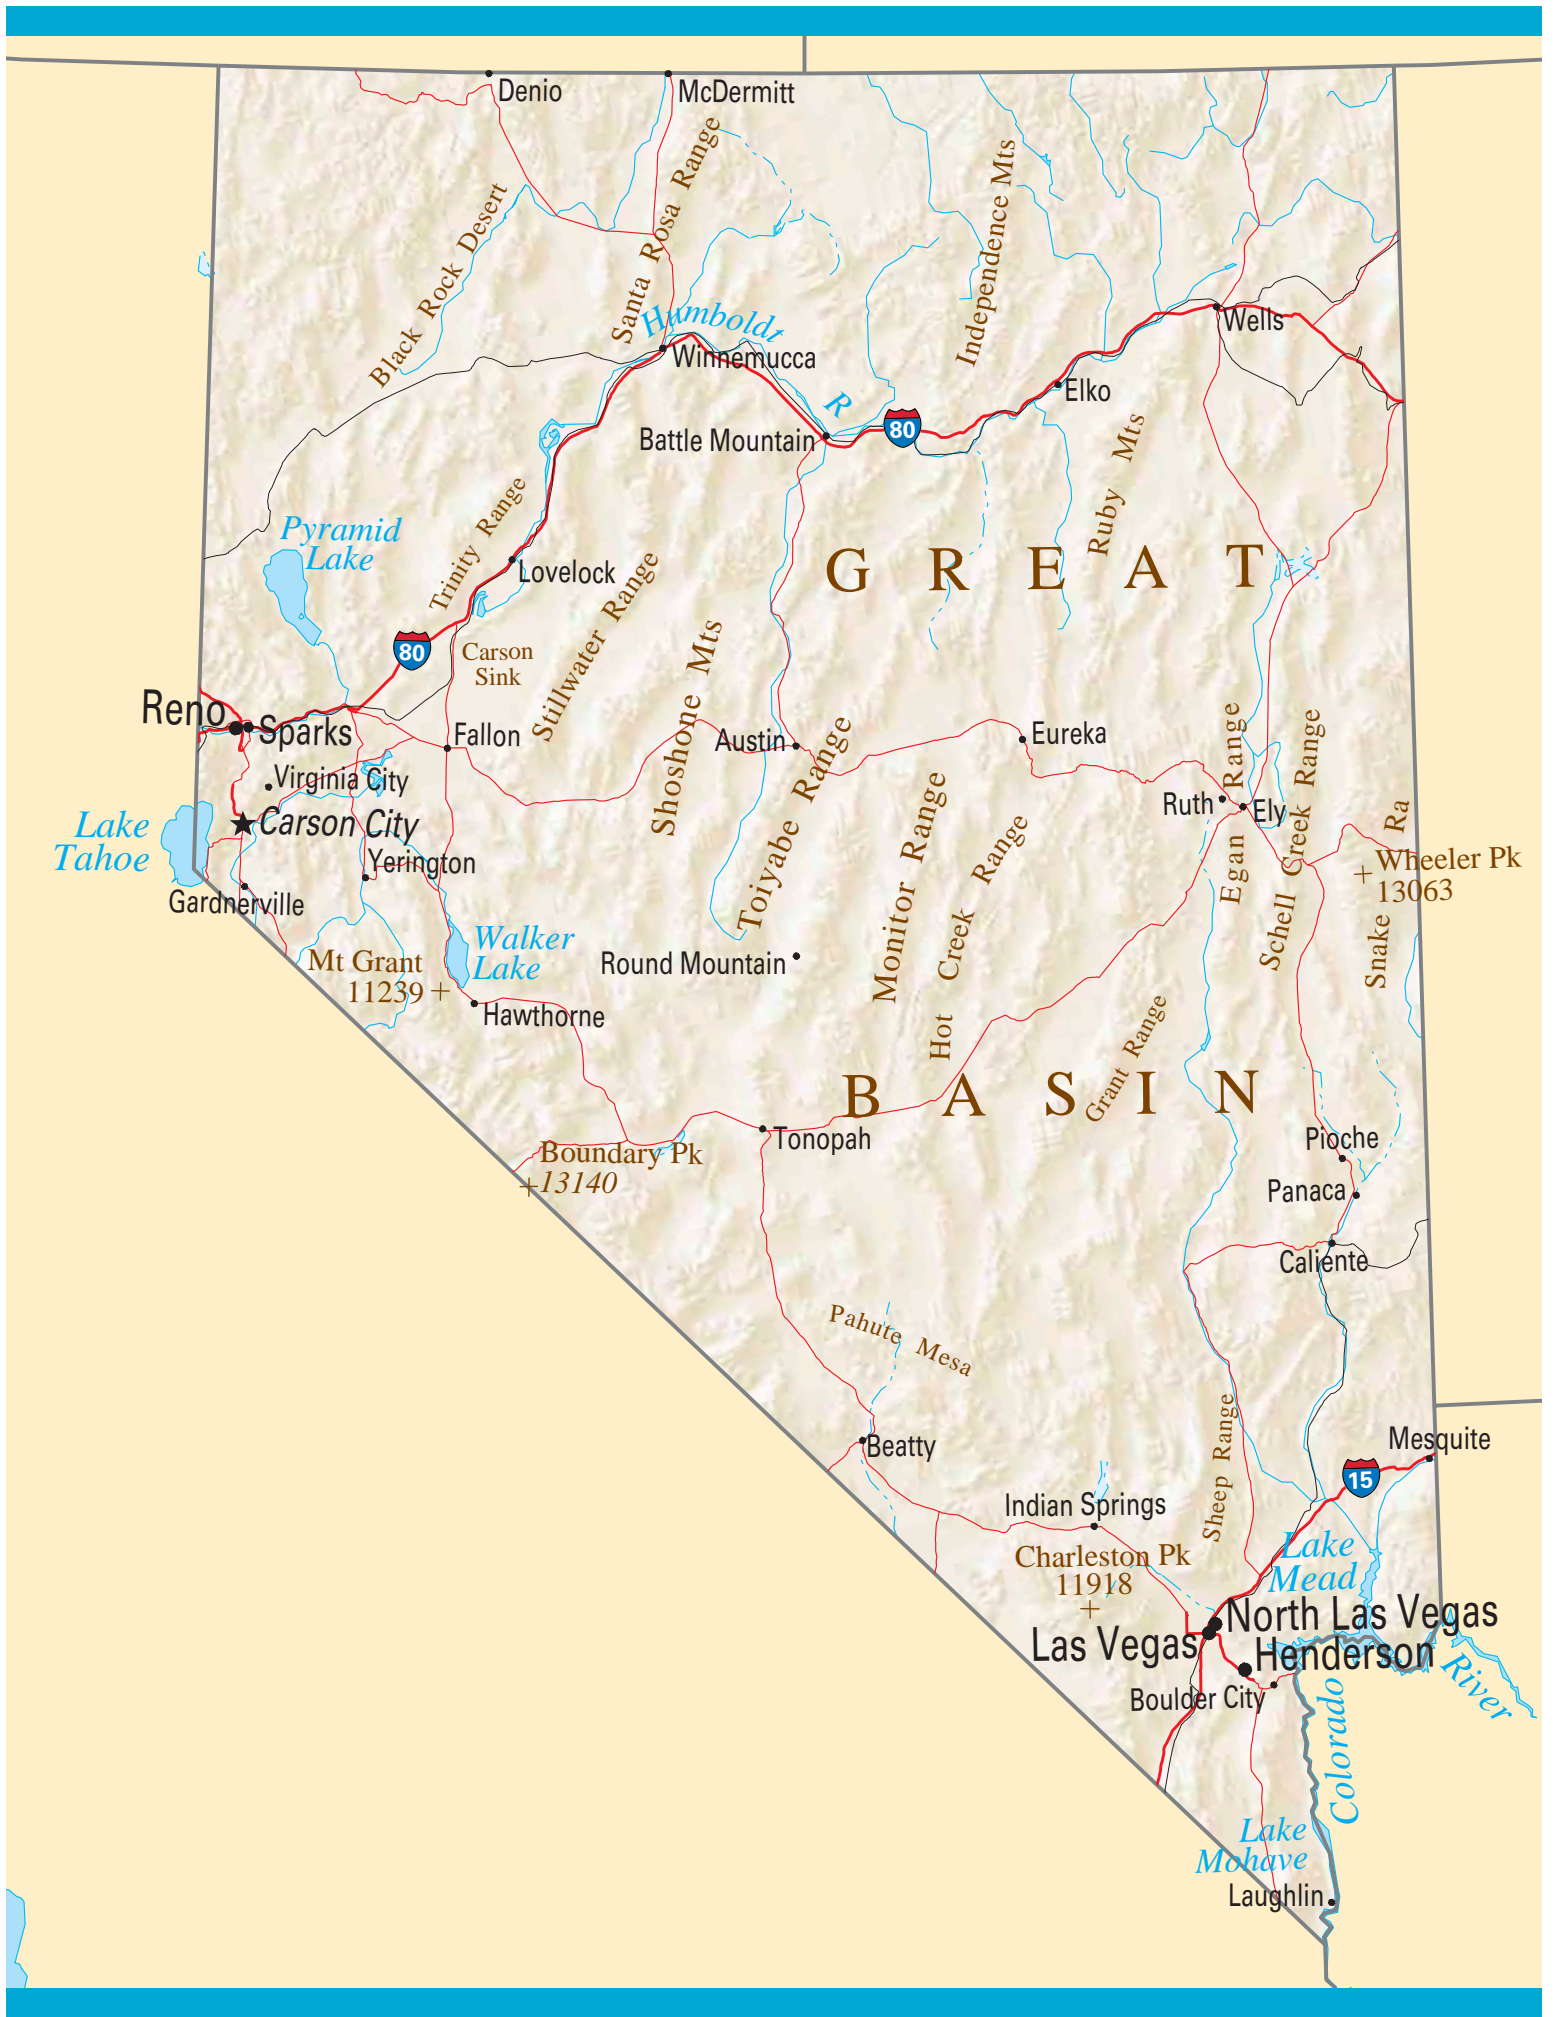 Denio
McDermitt
Black Rock Desert
Santa Rosa Range
Independence Mts
Humboldt
R
Winnemucca
Wells
Elko
Battle Mountain
80
Ruby Mts
Pyramid
Lake
Trinity Range
Lovelock
Stillwater Range
GREAT
80
Carson
Sink
Shoshone Mts
Reno
Sparks
Fallon
Austin
Toiyabe Range
Eureka
Egan Range
Schell Creek Range
Virginia City
Monitor Range
Hot Creek Range
Ruth
Ely
Snake Ra
Lake
Tahoe
Carson City
Yerington
Wheeler Pk
13063
Gardnerville
Walker
Lake
Mt Grant
11239
Round Mountain
Hawthorne
Grant Range
BASIN
Tonopah
Boundary Pk
13140
Pioche
Panaca
Caliente
Pahute Mesa
Beatty
Sheep Range
Mesquite
15
Indian Springs
Charleston Pk
11918
Lake
Mead
North Las Vegas
Las Vegas
Henderson
Boulder City
Colorado
River
Lake
Mohave
Laughlin